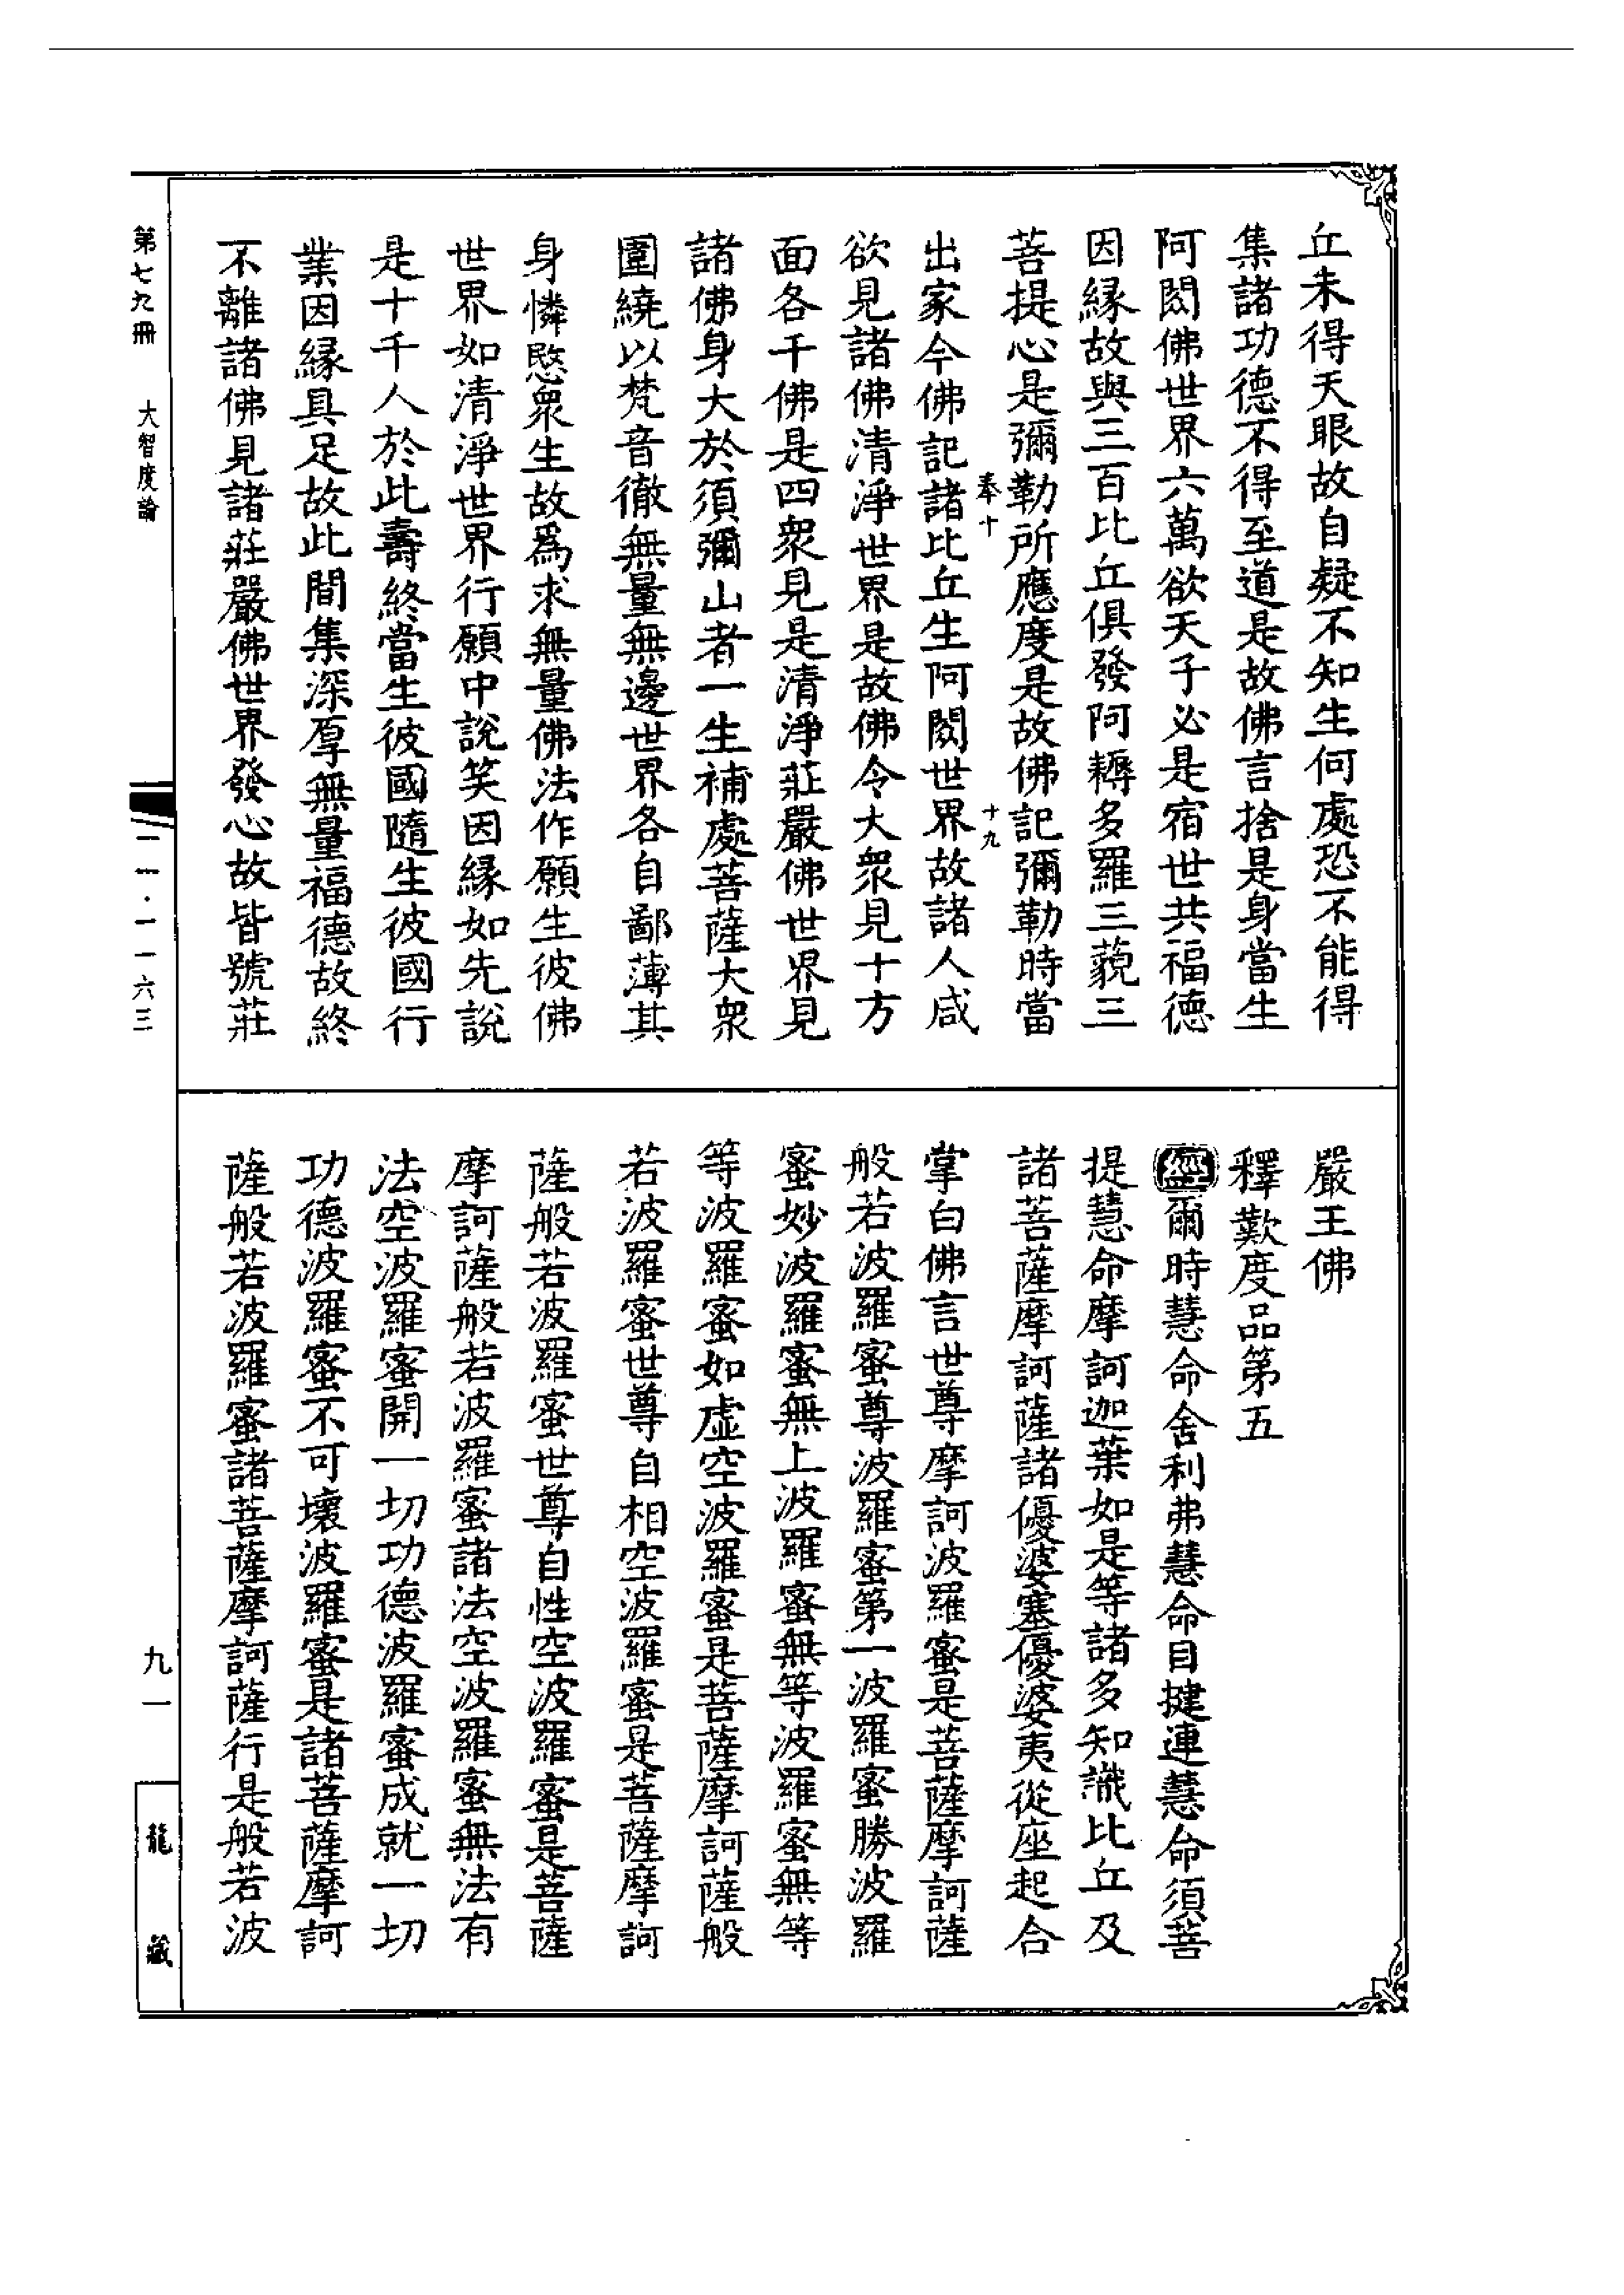 丘未得天眼故自疑不知生何處恐不能得
集諸功德不得至道是故佛言捨是身當生
阿閦佛世界六萬欲天子必是宿世共福德
因緣故與三百比丘俱發阿耨多羅三藐三
菩提心是彌勒所應度是故佛記彌勒時當
奉十
十九
出家今佛記諸比丘生阿閦世界故諸人咸
欲見諸佛清淨世界是故佛令大衆見十方
面各千佛是四衆見是清淨莊嚴佛世界見
諸佛身大於須彌山者一生補處菩薩大衆
圍繞以梵音徹無量無邊世界各自鄙薄其
身憐愍衆生故爲求無量佛法作願生彼佛
世界如清淨世界行願中說笑因緣如先說
是十千人於此壽終當生彼國隨生彼國行
業因緣具足故此間集深厚無量福德故終
不離諸佛見諸莊嚴佛世界發心故皆號莊
嚴王佛
釋歎度品第五
經爾時慧命舍利弗慧命目揵連慧命須菩
提慧命摩訶迦葉如是等諸多知識比丘及
諸菩薩摩訶薩諸優婆塞優婆夷從座起合
掌白佛言世尊摩訶波羅蜜是菩薩摩訶薩
般若波羅蜜尊波羅蜜第一波羅蜜勝波羅
蜜妙波羅蜜無上波羅蜜無等波羅蜜無等
等波羅蜜如虛空波羅蜜是菩薩摩訶薩般
若波羅蜜世尊自相空波羅蜜是菩薩摩訶
薩般若波羅蜜世尊自性空波羅蜜是菩薩
摩訶薩般若波羅蜜諸法空波羅蜜無法有
法空波羅蜜開一切功德波羅蜜成就一切
功德波羅蜜不可壞波羅蜜是諸菩薩摩訶
薩般若波羅蜜諸菩薩摩訶薩行是般若波
第七九冊 大智度論
一一·一一六三
九一
龍藏